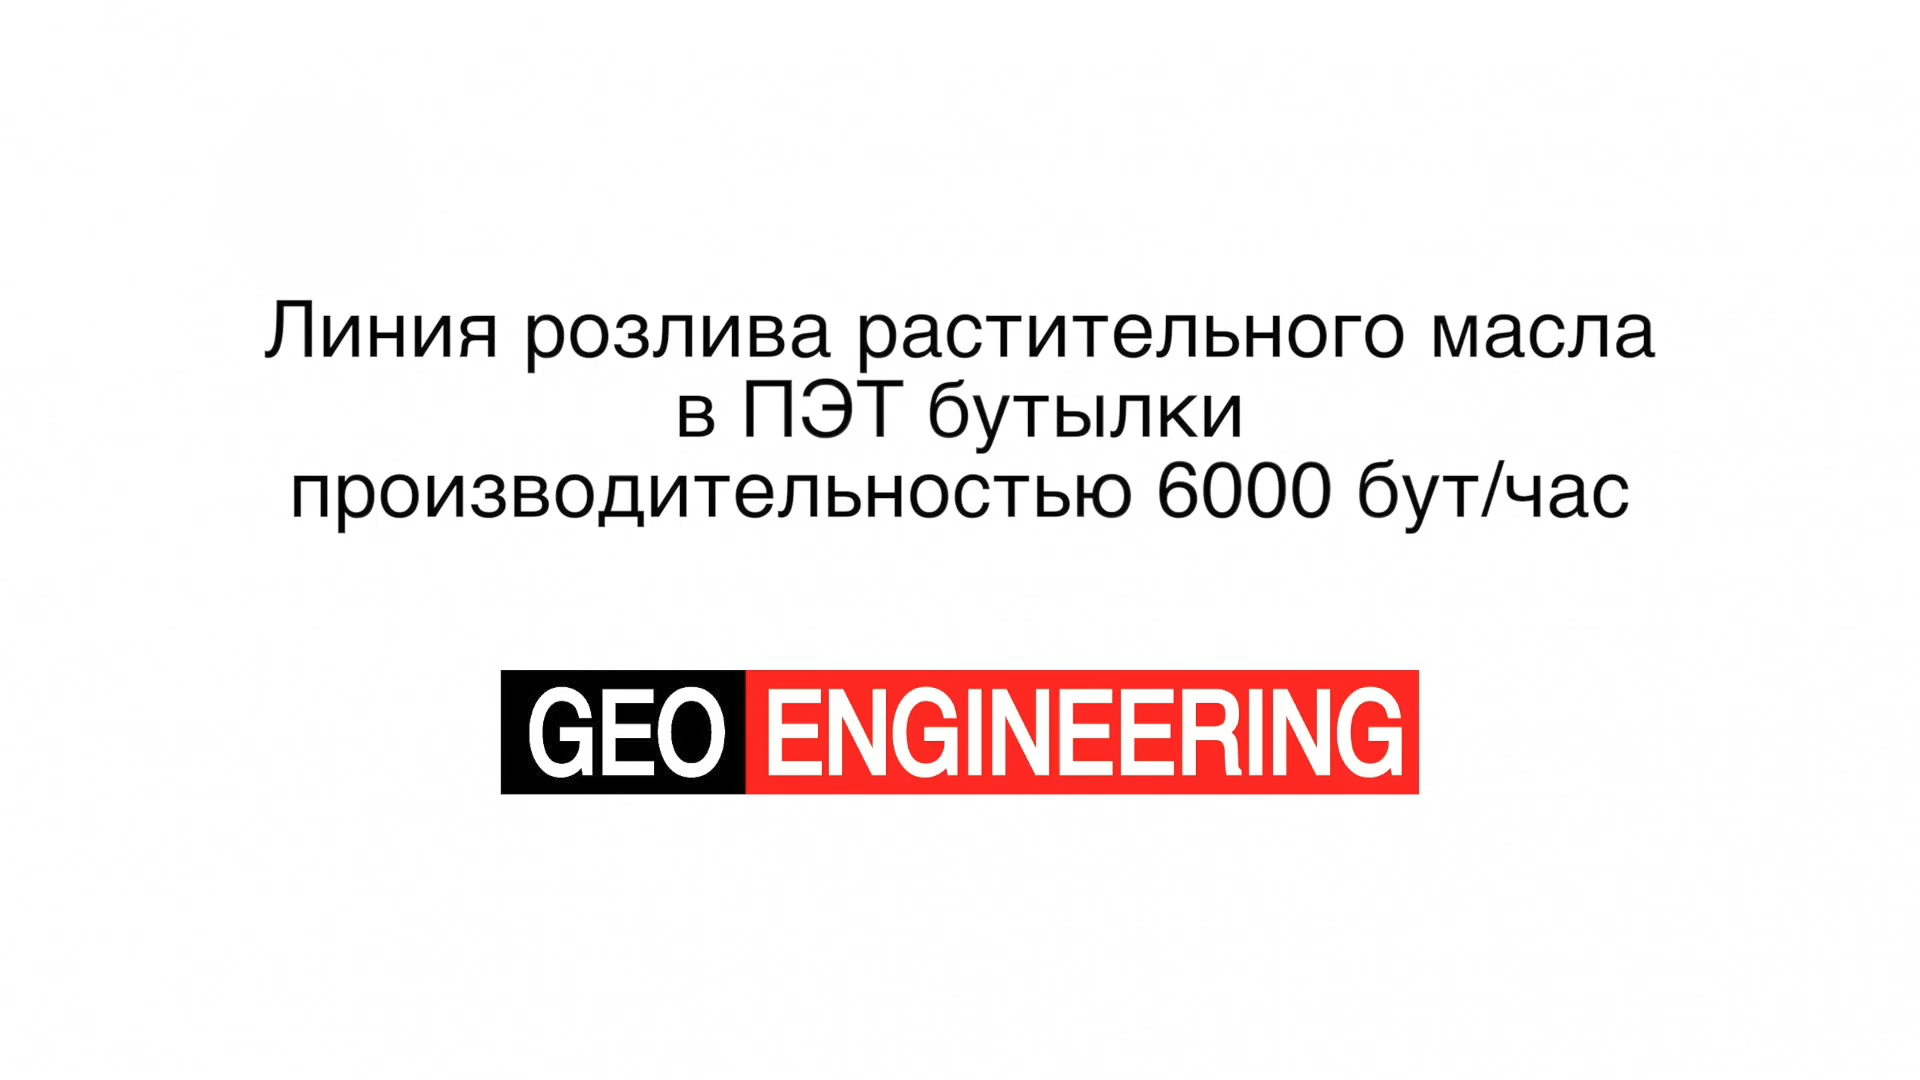 Линия розлива растительного масла
в ПЭТ бутылки
производительностью 6000 бут/час
GEO ENGINEERING